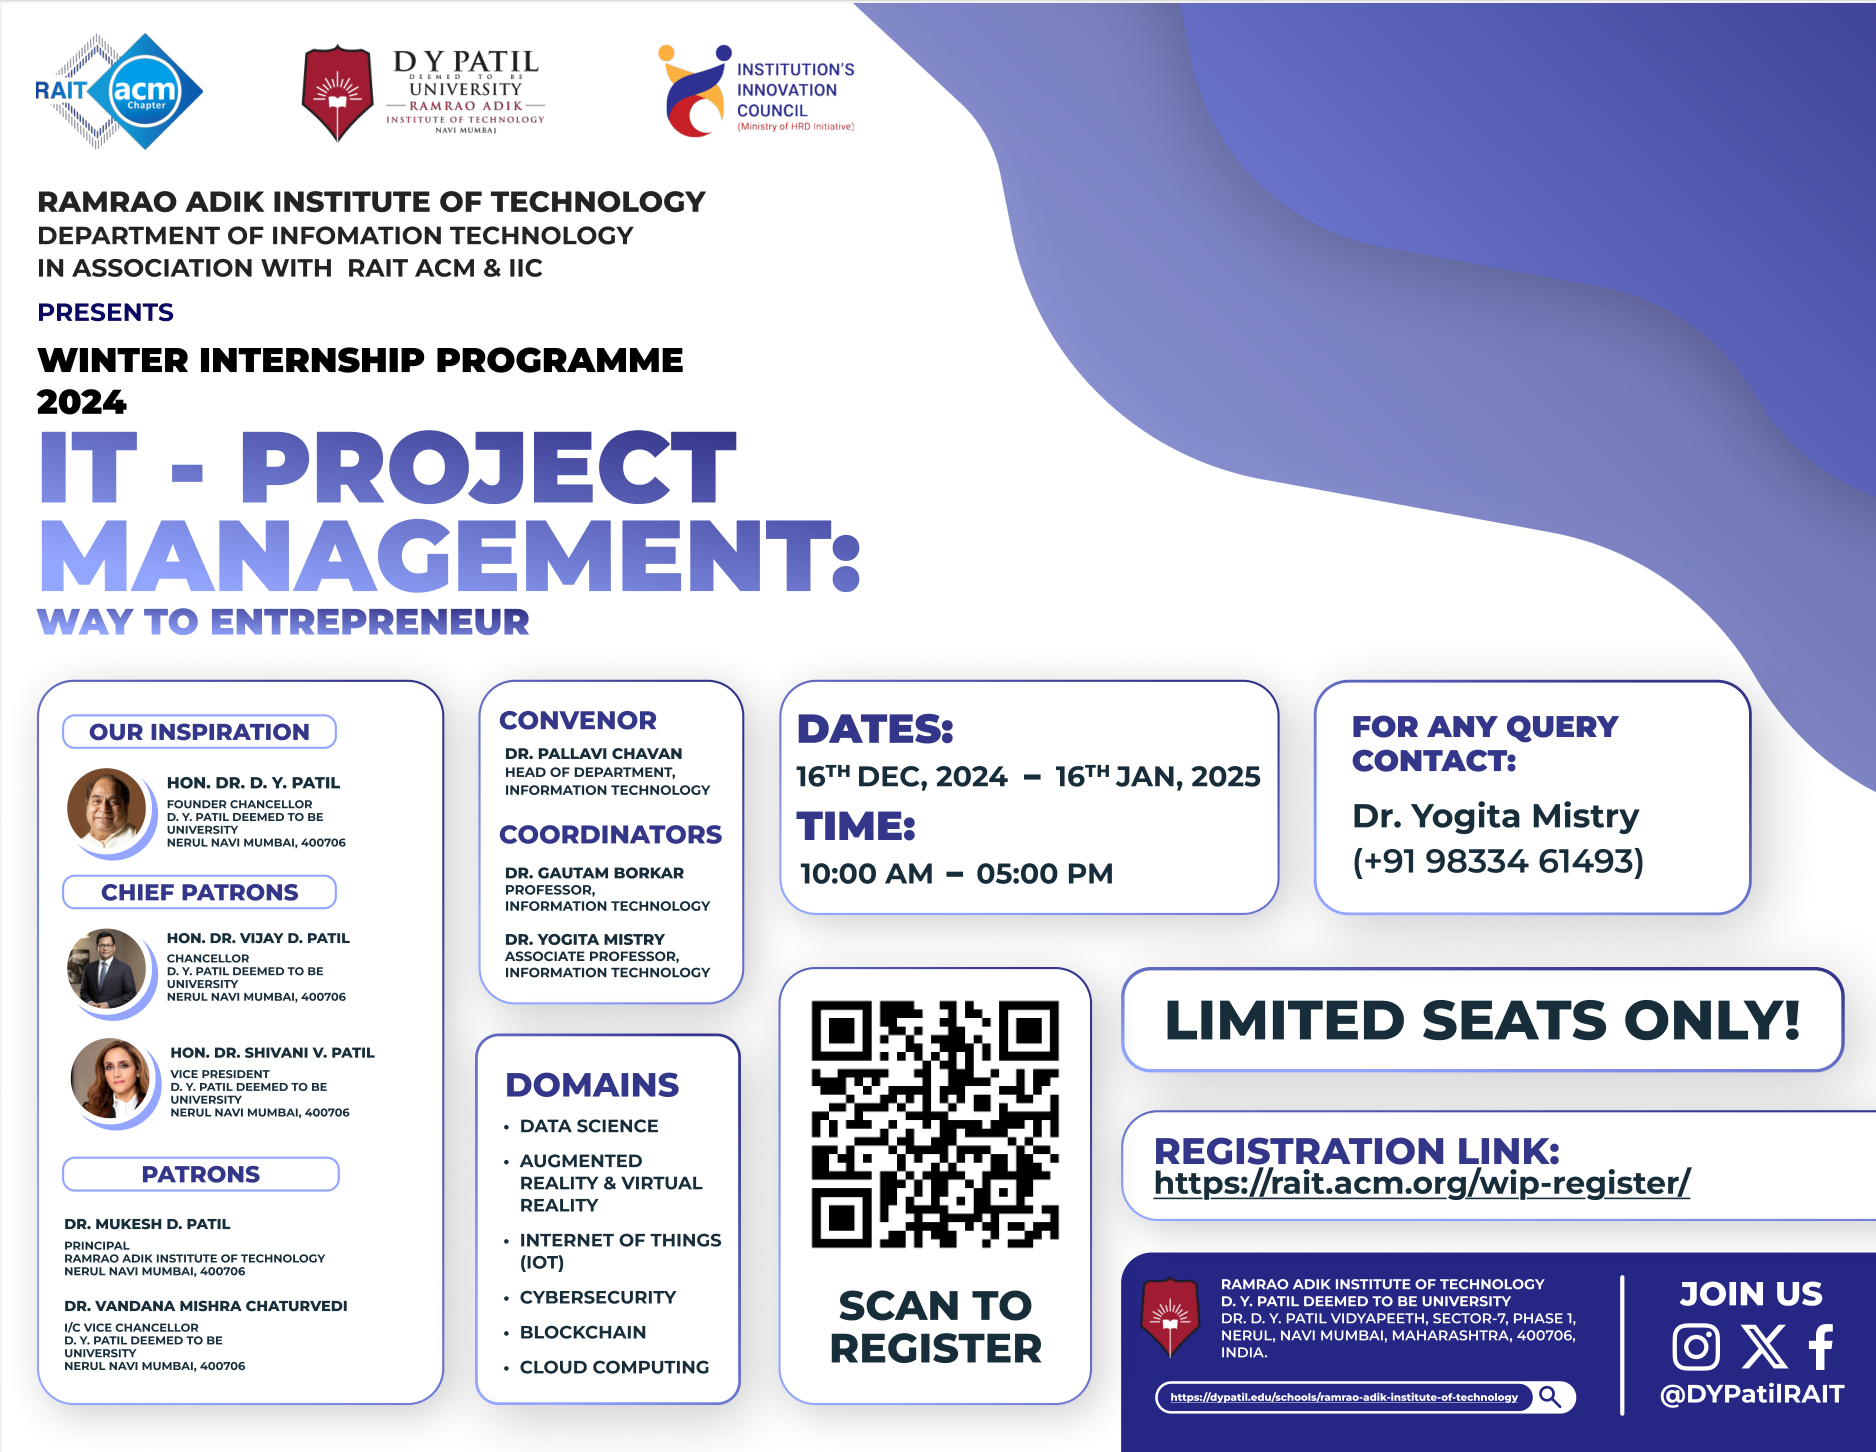 RAIT acm
Chapter
D Y PATIL
DEEMED TO BE
UNIVERSITY
RAMRAO ADIK
INSTITUTE OF TECHNOLOGY
NAVI MUMBAI
INSTITUTION'S
INNOVATION
COUNCIL
(Ministry of HRD Initiative)
RAMRAO ADIK INSTITUTE OF TECHNOLOGY
DEPARTMENT OF INFOMATION TECHNOLOGY
IN ASSOCIATION WITH RAIT ACM & IIC
PRESENTS
WINTER INTERNSHIP PROGRAMME
2024
IT - PROJECT
MANAGEMENT:
WAY TO ENTREPRENEUR
OUR INSPIRATION
HON. DR. D. Y. PATIL
FOUNDER CHANCELLOR
D. Y. PATIL DEEMED TO BE
UNIVERSITY
NERUL NAVI MUMBAI, 400706
CHIEF PATRONS
HON. DR. VIJAY D. PATIL
CHANCELLOR
D. Y. PATIL DEEMED TO BE
UNIVERSITY
NERUL NAVI MUMBAI, 400706
HON. DR. SHIVANI V. PATIL
VICE PRESIDENT
D. Y. PATIL DEEMED TO BE
UNIVERSITY
NERUL NAVI MUMBAI, 400706
PATRONS
DR. MUKESH D. PATIL
PRINCIPAL
RAMRAO ADIK INSTITUTE OF TECHNOLOGY
NERUL NAVI MUMBAI, 400706
DR. VANDANA MISHRA CHATURVEDI
I/C VICE CHANCELLOR
D. Y. PATIL DEEMED TO BE
UNIVERSITY
NERUL NAVI MUMBAI, 400706
CONVENOR
DR. PALLAVI CHAVAN
HEAD OF DEPARTMENT,
INFORMATION TECHNOLOGY
COORDINATORS
DR. GAUTAM BORKAR
PROFESSOR,
INFORMATION TECHNOLOGY
DR. YOGITA MISTRY
ASSOCIATE PROFESSOR,
INFORMATION TECHNOLOGY
DOMAINS
• DATA SCIENCE
• AUGMENTED
REALITY & VIRTUAL
REALITY
• INTERNET OF THINGS
(IOT)
• CYBERSECURITY
• BLOCKCHAIN
• CLOUD COMPUTING
DATES:
16TH DEC, 2024 – 16TH JAN, 2025
TIME:
10:00 AM – 05:00 PM
FOR ANY QUERY
CONTACT:
Dr. Yogita Mistry
(+91 98334 61493)
SCAN TO
REGISTER
LIMITED SEATS ONLY!
REGISTRATION LINK:
https://rait.acm.org/wip-register/
RAMRAO ADIK INSTITUTE OF TECHNOLOGY
D. Y. PATIL DEEMED TO BE UNIVERSITY
DR. D. Y. PATIL VIDYAPEETH, SECTOR-7, PHASE 1,
NERUL, NAVI MUMBAI, MAHARASHTRA, 400706,
INDIA.
https://dypatil.edu/schools/ramrao-adik-institute-of-technology
JOIN US
@DYPatilRAIT